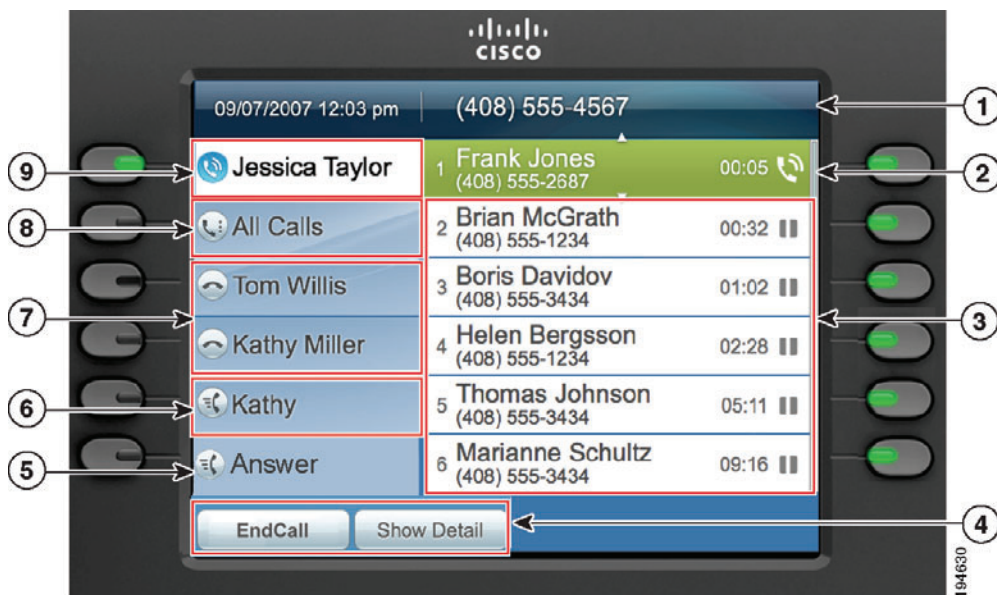 CISCO
09/07/2007 12:03 pm
(408) 555-4567
1
9
Jessica Taylor
1 Frank Jones 00:05
(408) 555-2687
2
8
All Calls
2 Brian McGrath 00:32
(408) 555-1234
7
Tom Willis
3 Boris Davidov 01:02
(408) 555-3434
3
Kathy Miller
4 Helen Bergsson 02:28
(408) 555-1234
6
Kathy
5 Thomas Johnson 05:11
(408) 555-3434
5
Answer
6 Marianne Schultz 09:16
(408) 555-3434
EndCall
Show Detail
4
194630